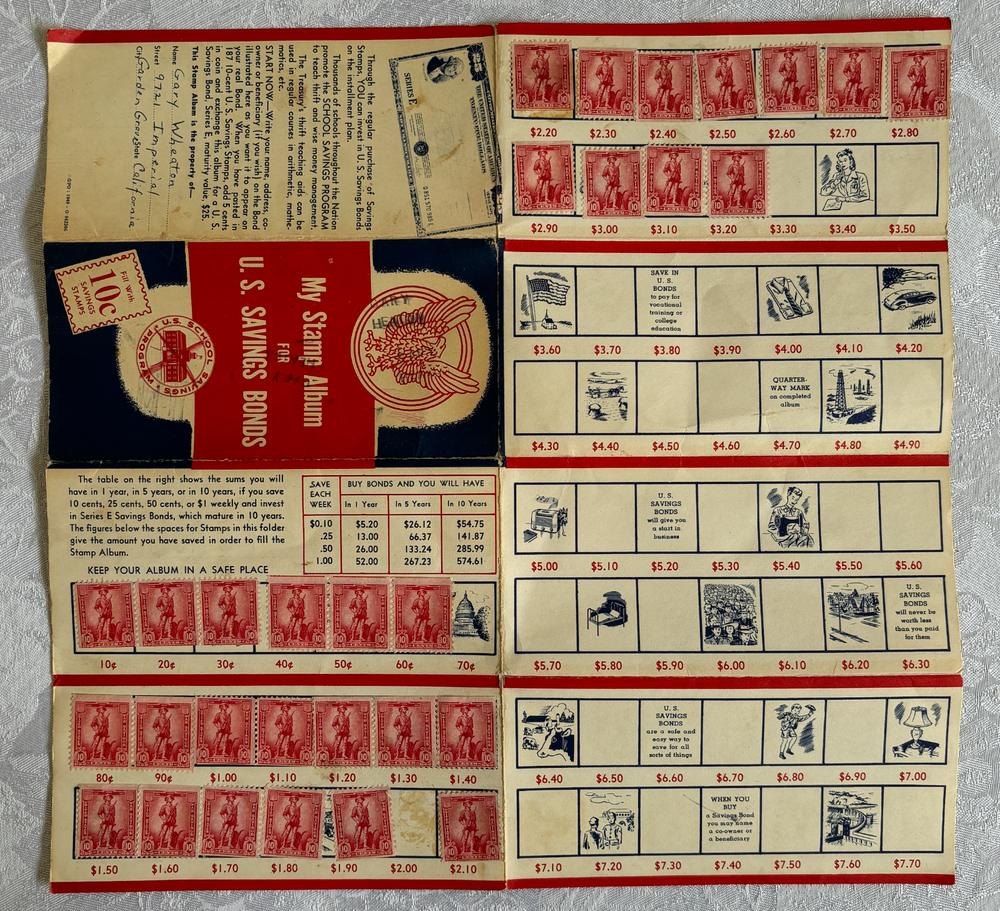 Through the regular purchase of Savings
Stamps, YOU can invest in U. S. Savings Bonds
on the installment plan.
Thousands of schools throughout the Nation
promote the SCHOOL SAVINGS PROGRAM
to teach thrift and wise money management.
The Treasury's thrift teaching aids can be
used in regular courses in arithmetic, mathe-
matics, etc.
START NOW—Write your name, address, co-
owner or beneficiary (if you wish) on the Bond
illustrated here as you want it to appear on
your real Bond. When you have pasted in
187 10-cent U. S. Savings Stamps, add 5 cents
in coin and exchange this album for a U. S.
Savings Bond, Series E, maturity value, $25.
This Stamp Album is the property of—
Name Gary Wheaton
Street 9721 Imperial
City Garden Grove State California
SERIES E
My Stamp Album
FOR
U. S. SAVINGS BONDS
Fill With
10c
SAVINGS
STAMPS
U. S. SCHOOL SAVINGS
PROGRAM
The table on the right shows the sums you will
have in 1 year, in 5 years, or in 10 years, if you save
10 cents, 25 cents, 50 cents, or $1 weekly and invest
in Series E Savings Bonds, which mature in 10 years.
The figures below the spaces for Stamps in this folder
give the amount you have saved in order to fill the
Stamp Album.
KEEP YOUR ALBUM IN A SAFE PLACE
SAVE EACH WEEK BUY BONDS AND YOU WILL HAVE
In 1 Year In 5 Years In 10 Years
$0.10 $5.20 $26.12 $54.75
.25 13.00 66.37 141.87
.50 26.00 133.24 285.99
1.00 52.00 267.23 574.61
10¢ 20¢ 30¢ 40¢ 50¢ 60¢ 70¢
80¢ 90¢ $1.00 $1.10 $1.20 $1.30 $1.40
$1.50 $1.60 $1.70 $1.80 $1.90 $2.00 $2.10
$2.20 $2.30 $2.40 $2.50 $2.60 $2.70 $2.80
$2.90 $3.00 $3.10 $3.20 $3.30 $3.40 $3.50
SAVE IN
U. S.
BONDS
to pay for
vocational
training or
college
education
$3.60 $3.70 $3.80 $3.90 $4.00 $4.10 $4.20
QUARTER-
WAY MARK
on completed
album
$4.30 $4.40 $4.50 $4.60 $4.70 $4.80 $4.90
U. S.
SAVINGS
BONDS
will give you
a start in
business
$5.00 $5.10 $5.20 $5.30 $5.40 $5.50 $5.60
U. S.
SAVINGS
BONDS
will never be
worth less
than you paid
for them
$5.70 $5.80 $5.90 $6.00 $6.10 $6.20 $6.30
U. S.
SAVINGS
BONDS
are a safe and
easy way to
save for all
sorts of things
$6.40 $6.50 $6.60 $6.70 $6.80 $6.90 $7.00
WHEN YOU
BUY
a Savings Bond
you may name
a co-owner or
a beneficiary
$7.10 $7.20 $7.30 $7.40 $7.50 $7.60 $7.70